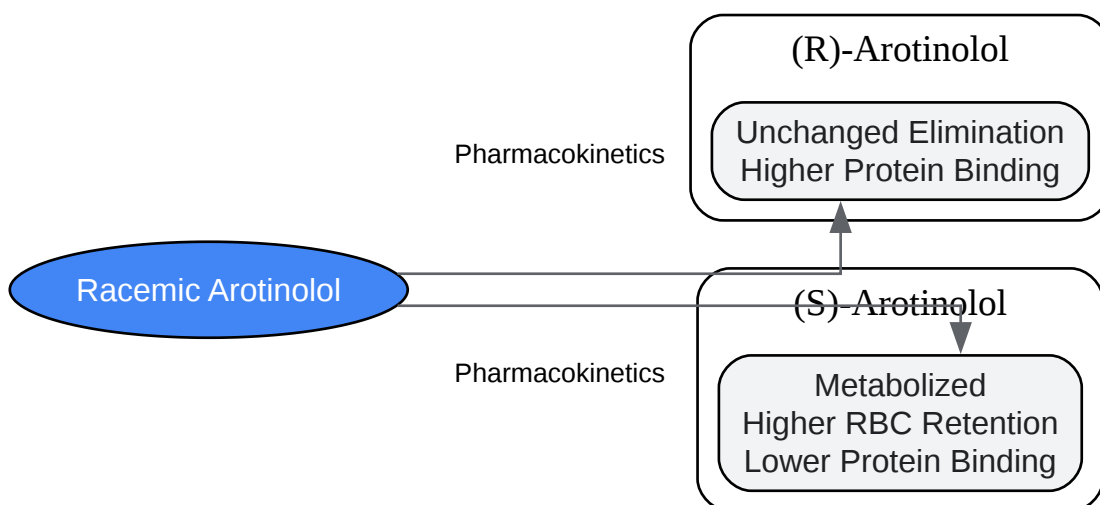 (R)-Arotinolol
Unchanged Elimination
Higher Protein Binding
Pharmacokinetics
Racemic Arotinolol
(S)-Arotinolol
Pharmacokinetics
Metabolized
Higher RBC Retention
Lower Protein Binding